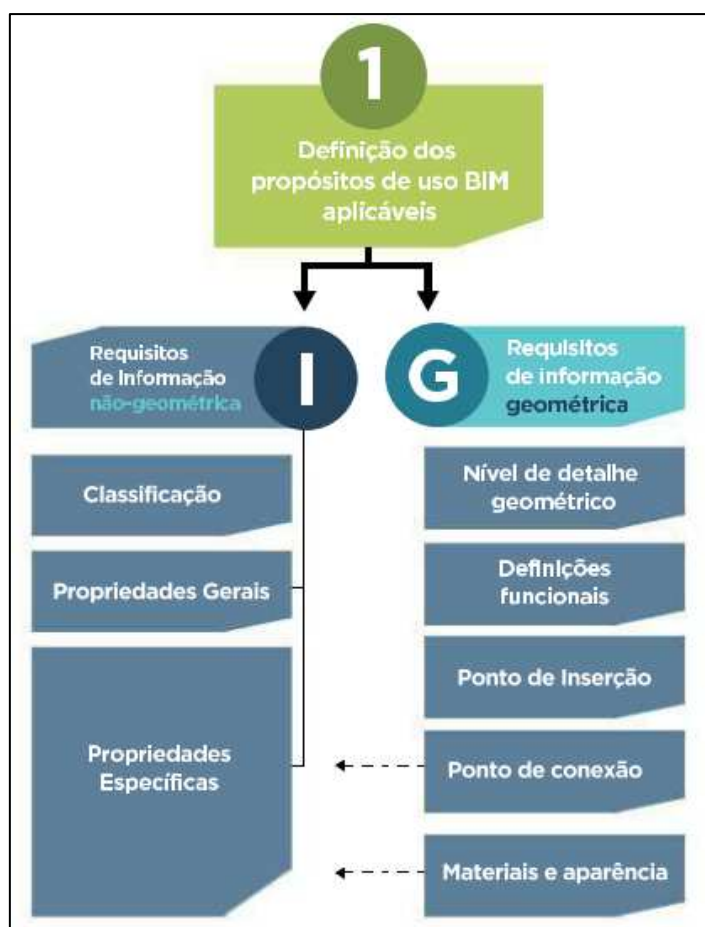 1
Definição dos
propósitos de uso BIM
aplicáveis
Requisitos
de informação
não-geométrica
I
G
Requisitos
de informação
geométrica
Classificação
Propriedades Gerais
Propriedades
Específicas
Nível de detalhe
geométrico
Definições
funcionais
Ponto de Inserção
Ponto de conexão
Materiais e aparência